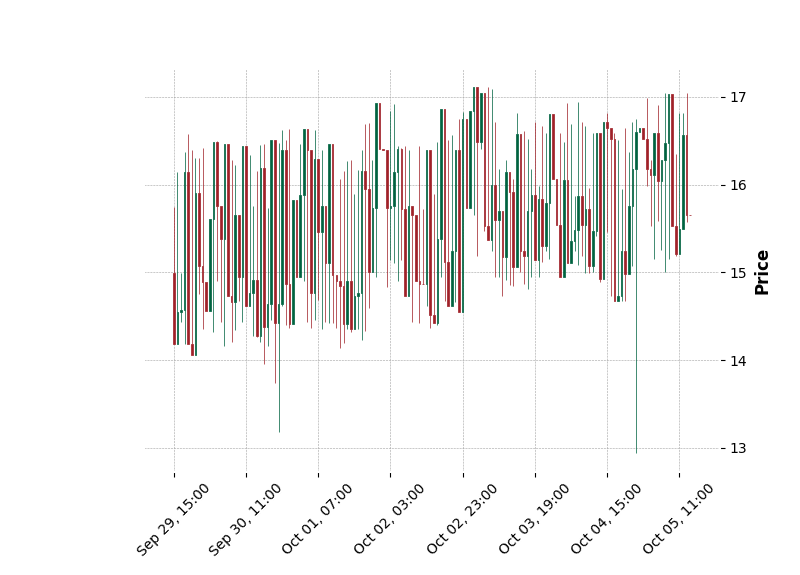 17
16
15
14
13
Price
Sep 29, 15:00
Sep 30, 11:00
Oct 01, 07:00
Oct 02, 03:00
Oct 02, 23:00
Oct 03, 19:00
Oct 04, 15:00
Oct 05, 11:00